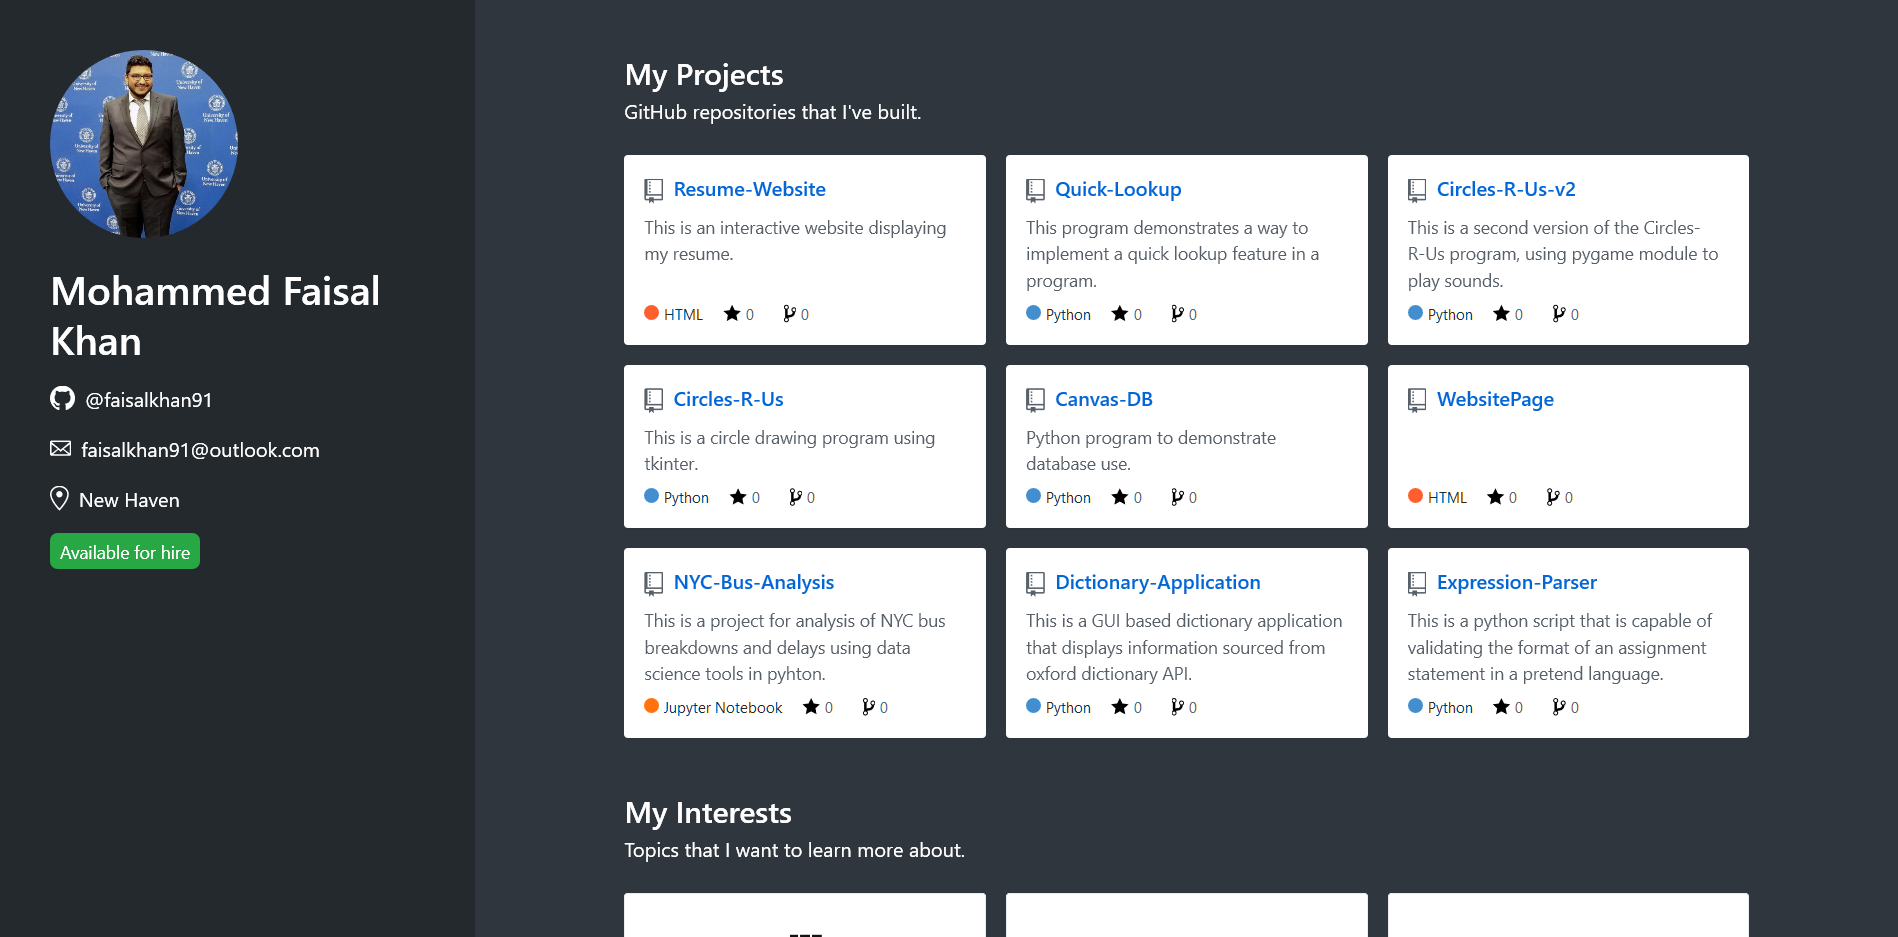 University of
New Haven
Mohammed Faisal
Khan
@faisalkhan91
faisalkhan91@outlook.com
New Haven
Available for hire
My Projects
GitHub repositories that I've built.
Resume-Website
This is an interactive website displaying
my resume.
HTML 0 0
Quick-Lookup
This program demonstrates a way to
implement a quick lookup feature in a
program.
Python 0 0
Circles-R-Us-v2
This is a second version of the Circles-
R-Us program, using pygame module to
play sounds.
Python 0 0
Circles-R-Us
This is a circle drawing program using
tkinter.
Python 0 0
Canvas-DB
Python program to demonstrate
database use.
Python 0 0
WebsitePage
HTML 0 0
NYC-Bus-Analysis
This is a project for analysis of NYC bus
breakdowns and delays using data
science tools in pyhton.
Jupyter Notebook 0 0
Dictionary-Application
This is a GUI based dictionary application
that displays information sourced from
oxford dictionary API.
Python 0 0
Expression-Parser
This is a python script that is capable of
validating the format of an assignment
statement in a pretend language.
Python 0 0
My Interests
Topics that I want to learn more about.